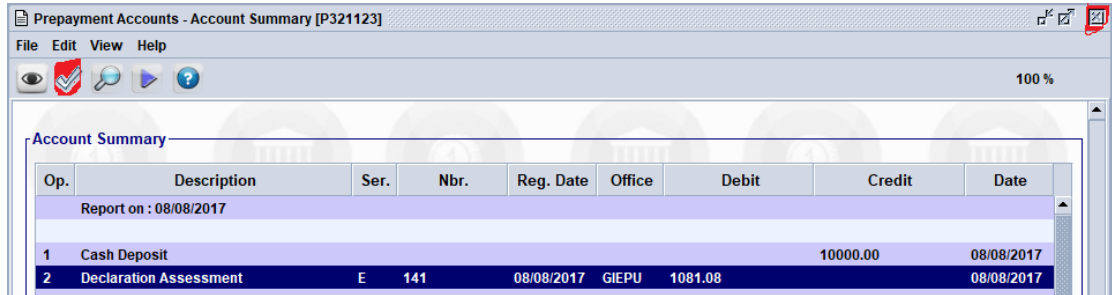 Prepayment Accounts - Account Summary [P321123]
File Edit View Help
100 %
Account Summary
Op. Description Ser. Nbr. Reg. Date Office Debit Credit Date
Report on : 08/08/2017
1 Cash Deposit 10000.00 08/08/2017
2 Declaration Assessment E 141 08/08/2017 GIEPU 1081.08 08/08/2017